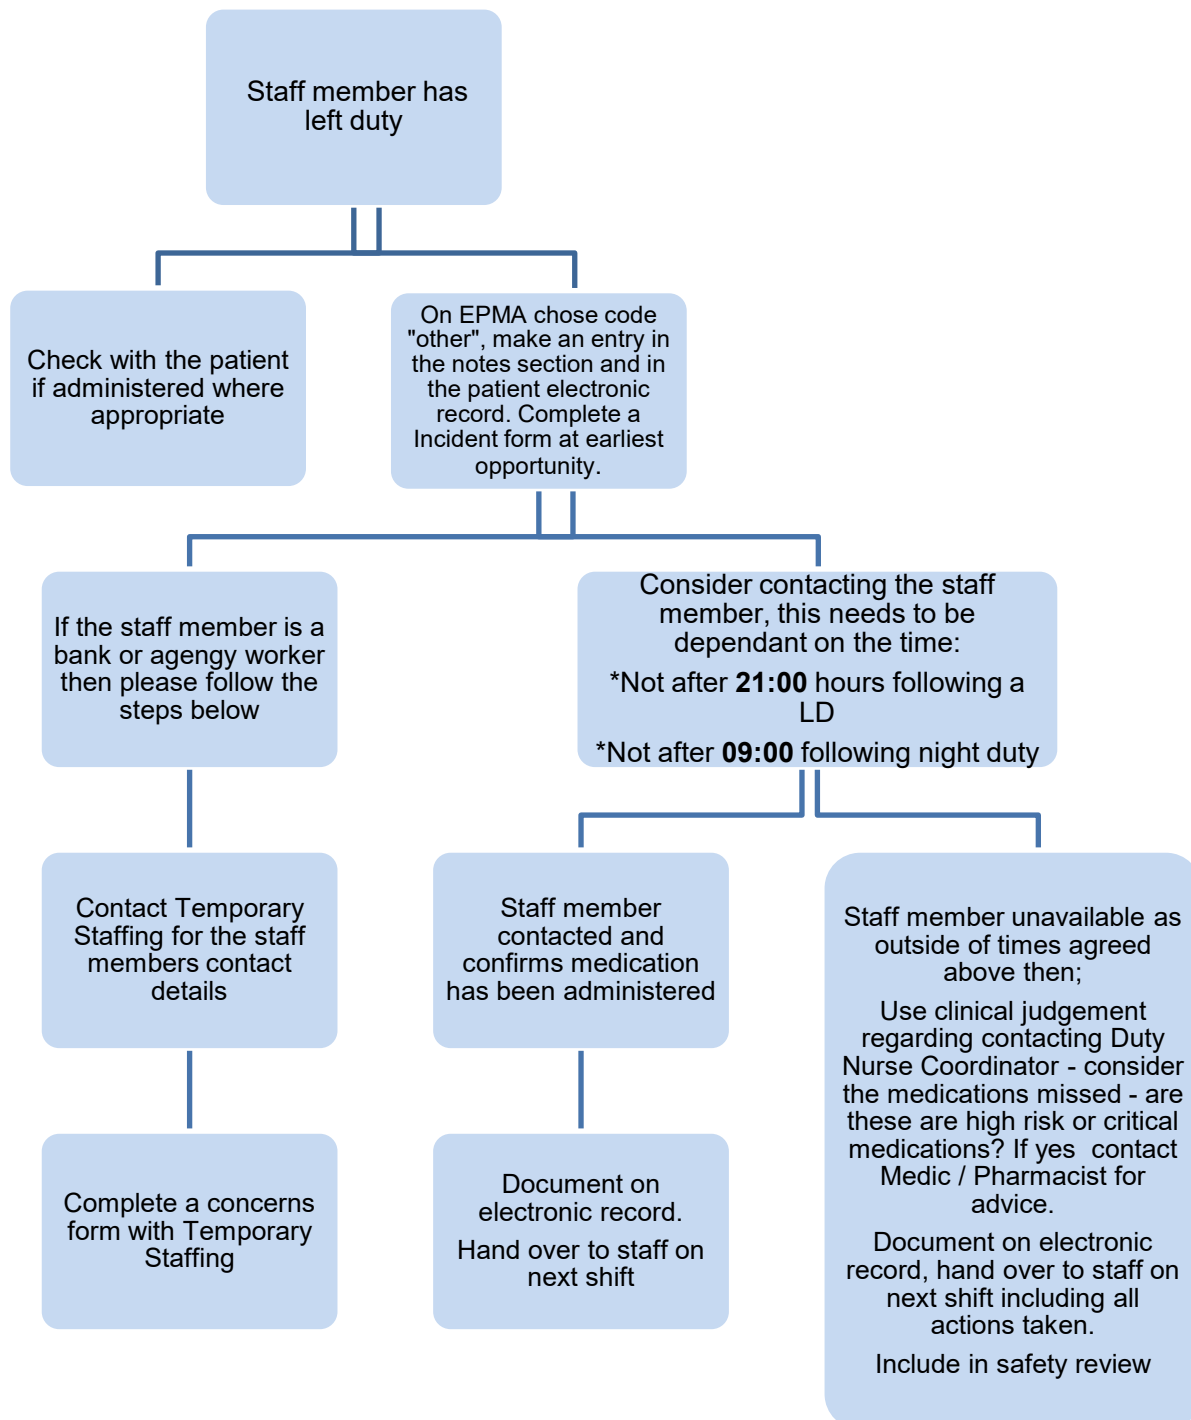 Staff member has
left duty
Check with the patient
if administered where
appropriate
On EPMA chose code
"other", make an entry in
the notes section and in
the patient electronic
record. Complete a
Incident form at earliest
opportunity.
If the staff member is a
bank or agengy worker
then please follow the
steps below
Consider contacting the staff
member, this needs to be
dependant on the time:
*Not after 21:00 hours following a
LD
*Not after 09:00 following night duty
Contact Temporary
Staffing for the staff
members contact
details
Staff member
contacted and
confirms medication
has been administered
Staff member unavailable as
outside of times agreed
above then;
Use clinical judgement
regarding contacting Duty
Nurse Coordinator - consider
the medications missed - are
these are high risk or critical
medications? If yes  contact
Medic / Pharmacist for
advice.
Document on electronic
record, hand over to staff on
next shift including all
actions taken.
Include in safety review
Complete a concerns
form with Temporary
Staffing
Document on
electronic record.
Hand over to staff on
next shift